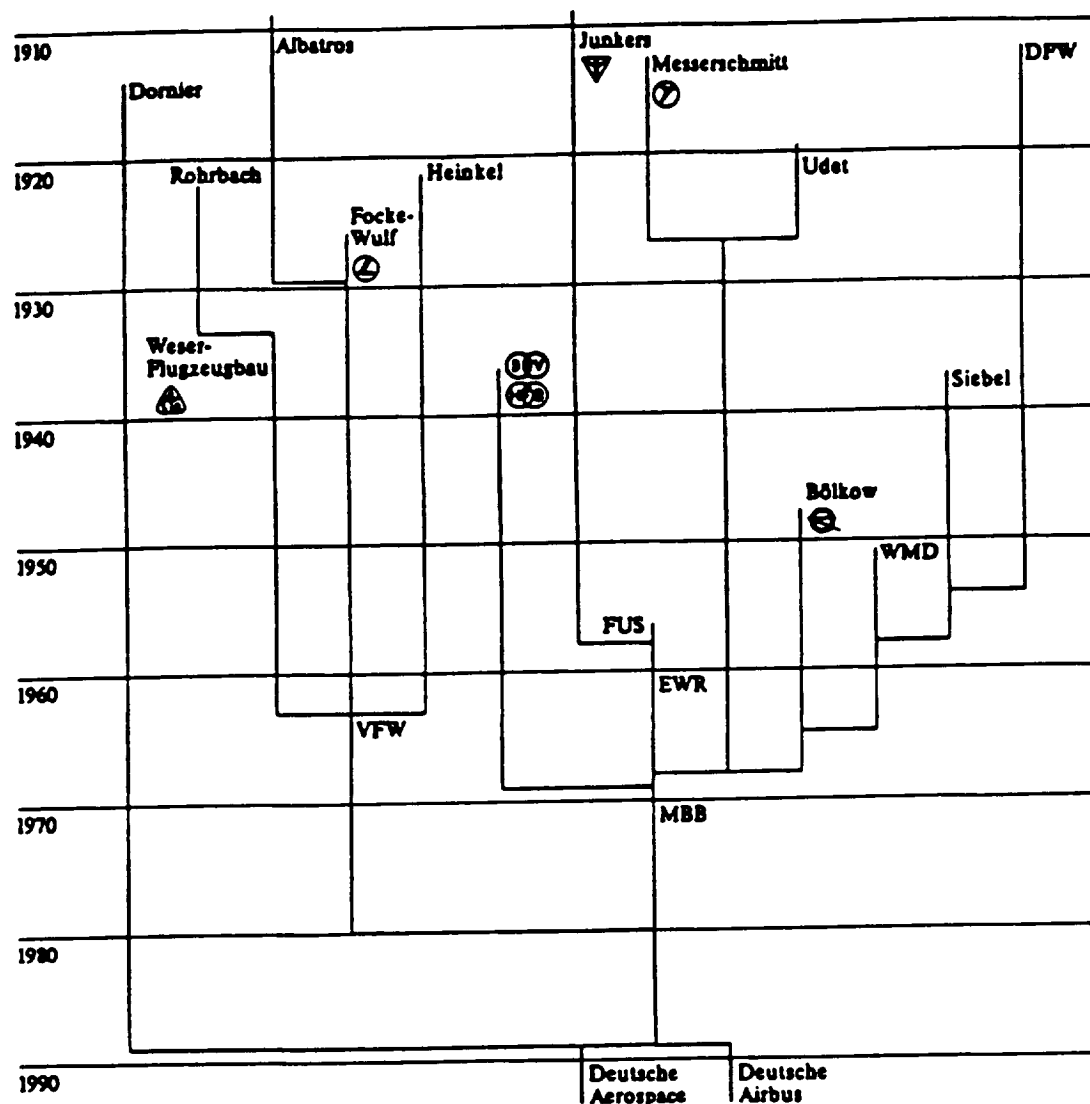 1910
Albatros
Junkers
Messerschmitt
DFW
Dornier
1920
Rohrbach
Heinkel
Udet
Focke-
Wulf
1930
Weser-
Flugzeugbau
Siebel
1940
Bölkow
1950
WMD
FUS
1960
EWR
VFW
1970
MBB
1980
1990
Deutsche
Aerospace
Deutsche
Airbus